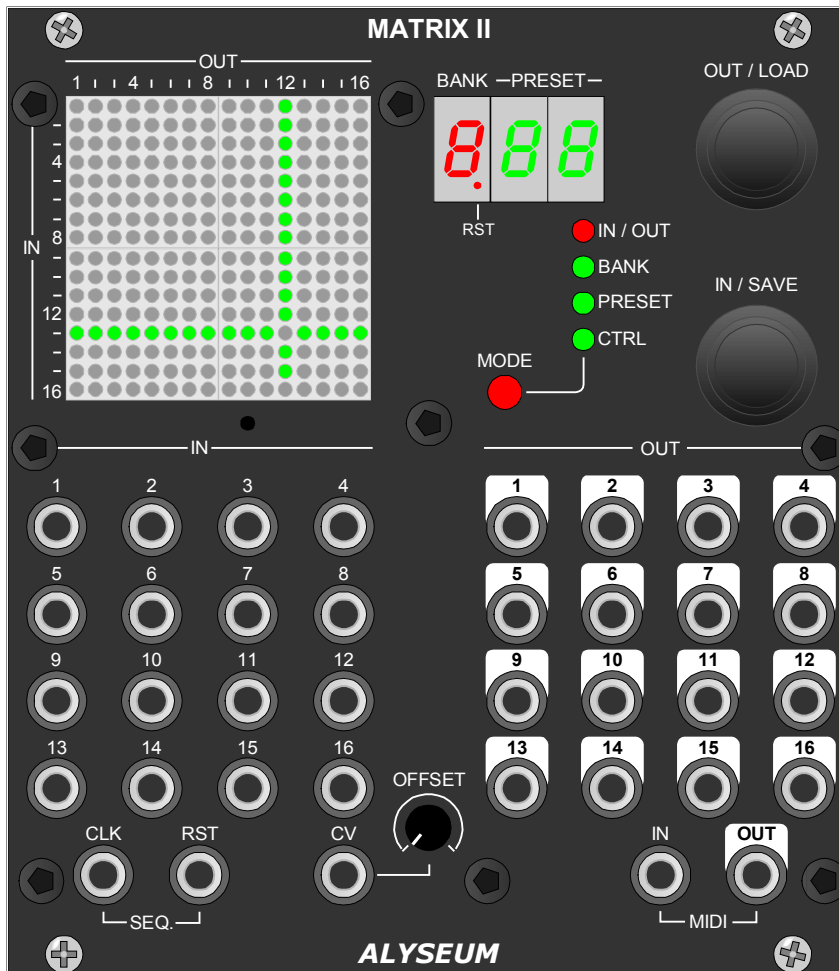 MATRIX II
OUT
1 4 8 12 16
IN
4
8
12
16
BANK PRESET
8.88
RST
OUT / LOAD
IN / OUT
BANK
PRESET
CTRL
MODE
IN / SAVE
IN
1 2 3 4
5 6 7 8
9 10 11 12
13 14 15 16
OUT
1 2 3 4
5 6 7 8
9 10 11 12
13 14 15 16
OFFSET
CLK RST CV
SEQ.
IN OUT
MIDI
ALYSEUM